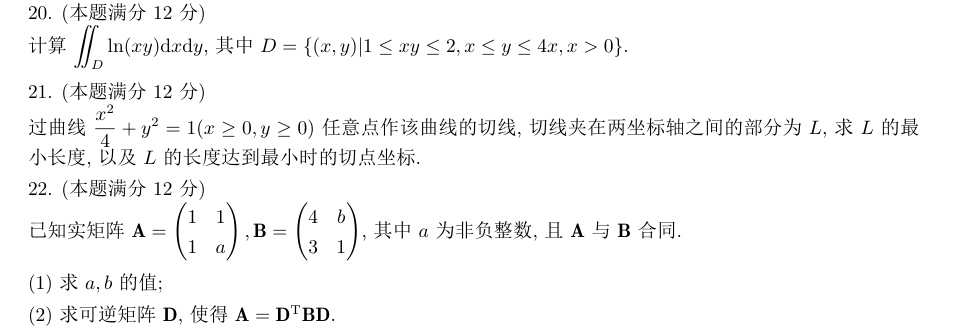 20. (本题满分 12 分)
计算 ∬_D ln(xy)dxdy, 其中 D = {(x, y)|1 ≤ xy ≤ 2, x ≤ y ≤ 4x, x > 0}.
21. (本题满分 12 分)
过曲线 x²/4 + y² = 1(x ≥ 0, y ≥ 0) 任意点作该曲线的切线, 切线夹在两坐标轴之间的部分为 L, 求 L 的最
小长度, 以及 L 的长度达到最小时的切点坐标.
22. (本题满分 12 分)
已知实矩阵 A = (1 1; 1 a), B = (4 b; 3 1), 其中 a 为非负整数, 且 A 与 B 合同.
(1) 求 a, b 的值;
(2) 求可逆矩阵 D, 使得 A = DᵀBD.